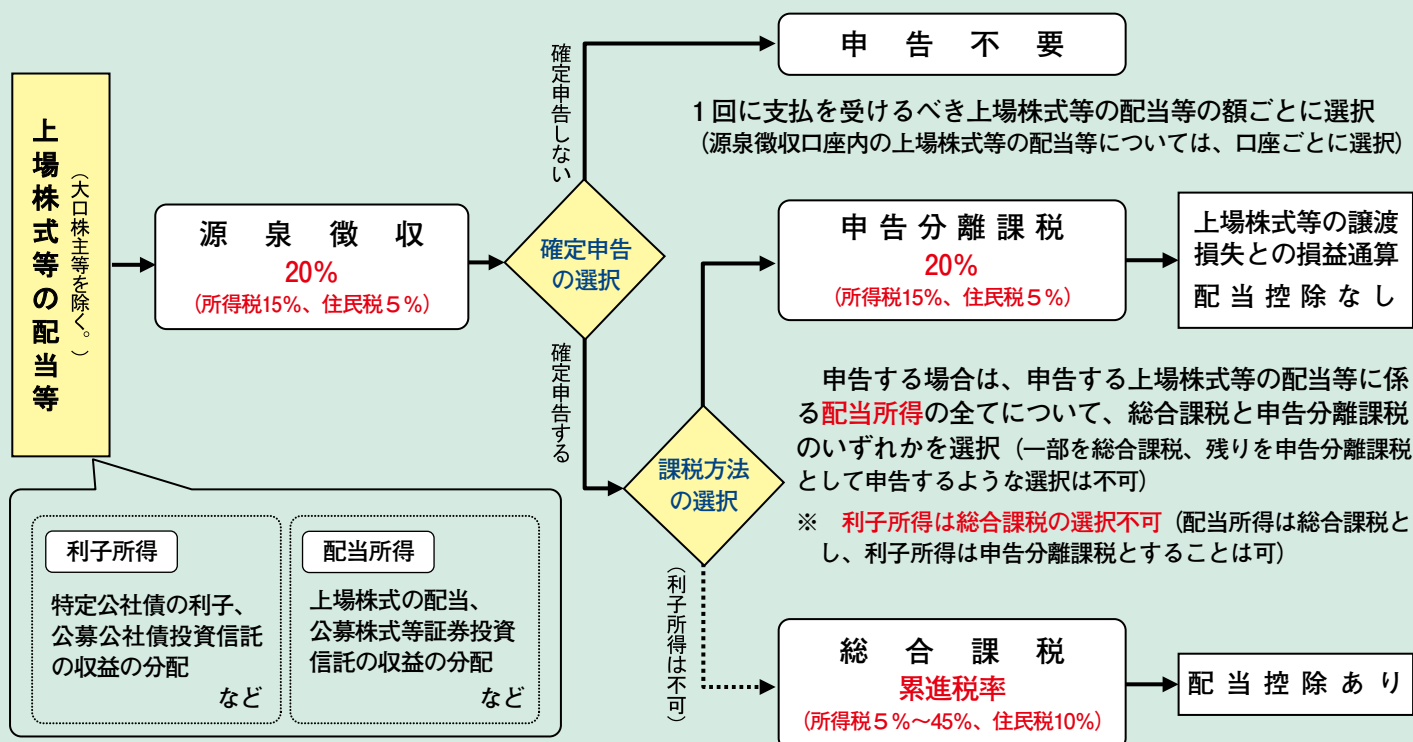 上場株式等の配当等
(大口株主等を除く。)
源泉徴収
20%
(所得税15%、住民税5%)
確定申告
の選択
確定申告しない
申告不要
1回に支払を受けるべき上場株式等の配当等の額ごとに選択
(源泉徴収口座内の上場株式等の配当等については、口座ごとに選択)
確定申告する
課税方法
の選択
申告分離課税
20%
(所得税15%、住民税5%)
上場株式等の譲渡
損失との損益通算
配当控除なし
申告する場合は、申告する上場株式等の配当等に係
る配当所得の全てについて、総合課税と申告分離課税
のいずれかを選択(一部を総合課税、残りを申告分離課税
として申告するような選択は不可)
※ 利子所得は総合課税の選択不可(配当所得は総合課税と
し、利子所得は申告分離課税とすることは可)
(利子所得は不可)
総合課税
累進税率
(所得税5%~45%、住民税10%)
配当控除あり
利子所得
特定公社債の利子、
公募公社債投資信託
の収益の分配
など
配当所得
上場株式の配当、
公募株式等証券投資
信託の収益の分配
など